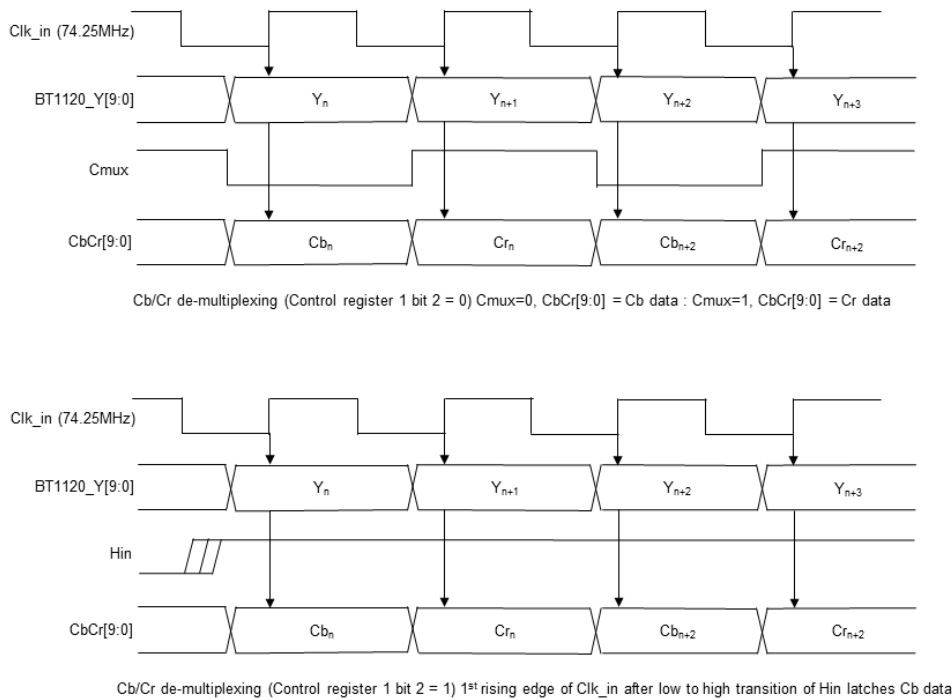 Clk_in (74.25MHz)
BT1120_Y[9:0] Yn Yn+1 Yn+2 Yn+3
Cmux
CbCr[9:0] Cbn Crn Cbn+2 Crn+2
Cb/Cr de-multiplexing (Control register 1 bit 2 = 0) Cmux=0, CbCr[9:0] = Cb data : Cmux=1, CbCr[9:0] = Cr data
Clk_in (74.25MHz)
BT1120_Y[9:0] Yn Yn+1 Yn+2 Yn+3
Hin
CbCr[9:0] Cbn Crn Cbn+2 Crn+2
Cb/Cr de-multiplexing (Control register 1 bit 2 = 1) 1st rising edge of Clk_in after low to high transition of Hin latches Cb data